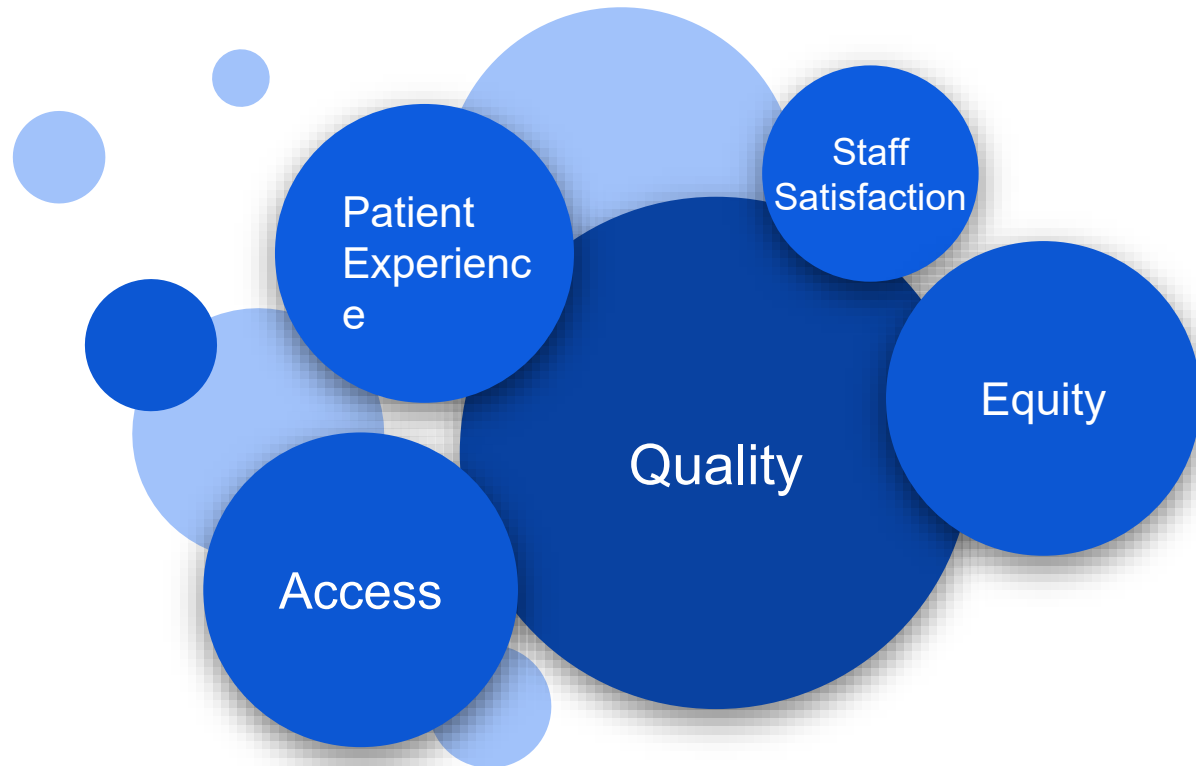 Staff
Satisfaction
Patient
Experienc
e
Equity
Quality
Access